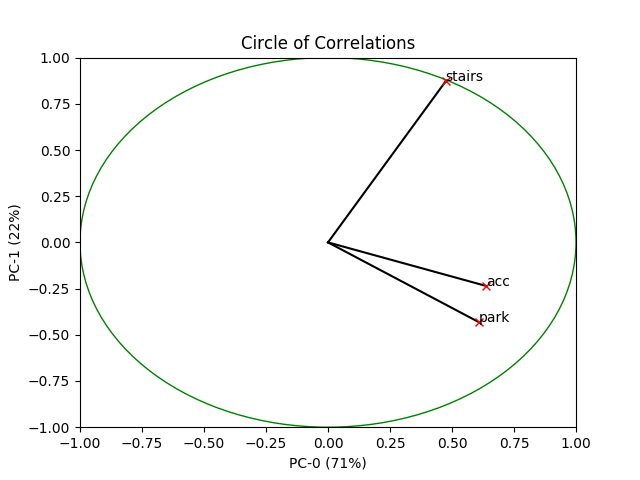 Circle of Correlations
1.00
0.75
0.50
0.25
0.00
−0.25
−0.50
−0.75
−1.00
PC-1 (22%)
stairs
acc
park
−1.00 −0.75 −0.50 −0.25 0.00 0.25 0.50 0.75 1.00
PC-0 (71%)